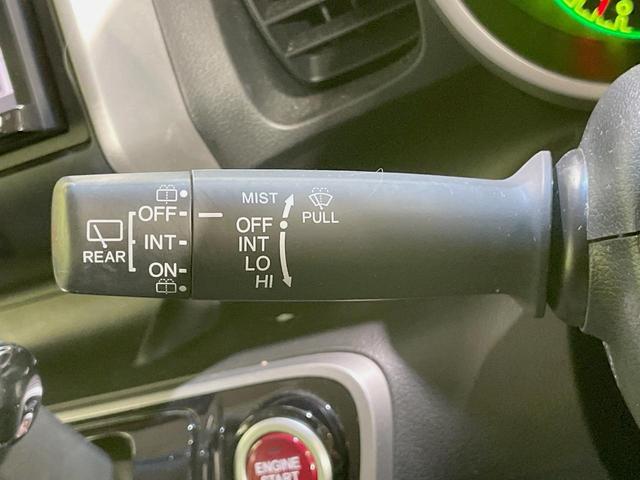 REAR
OFF
INT
ON
MIST
OFF
INT
LO
HI
PULL
ENGINE
START